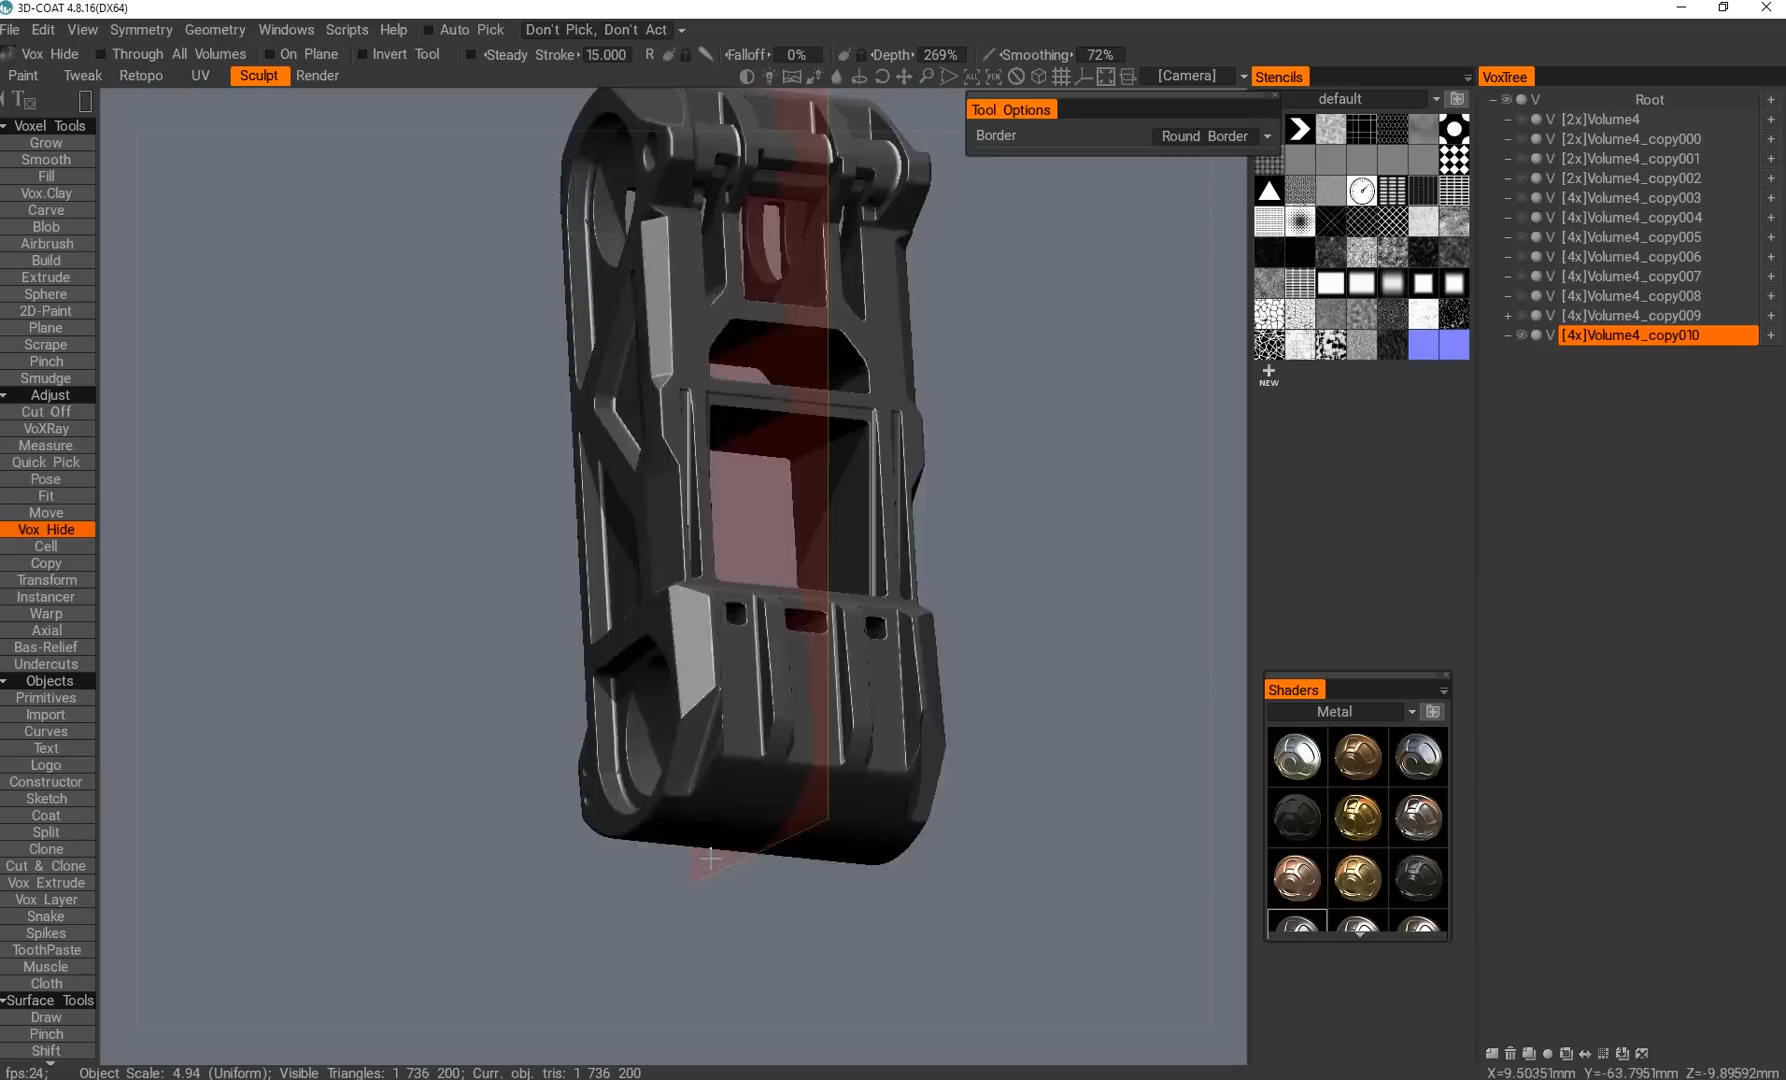 3D-COAT 4.8.16(DX64)
File Edit View Symmetry Geometry Windows Scripts Help Auto Pick Don't Pick, Don't Act
Vox Hide Through All Volumes On Plane Invert Tool Steady Stroke 15.000 R Falloff 0% Depth 269% Smoothing 72%
Paint Tweak Retopo UV Sculpt Render [Camera] Stencils VoxTree
Tool Options default
Border Round Border
Voxel Tools
Grow
Smooth
Fill
Vox.Clay
Carve
Blob
Airbrush
Build
Extrude
Sphere
2D-Paint
Plane
Scrape
Pinch
Smudge
Adjust
Cut Off
VoXRay
Measure
Quick Pick
Pose
Fit
Move
Vox Hide
Cell
Copy
Transform
Instancer
Warp
Axial
Bas-Relief
Undercuts
Objects
Primitives
Import
Curves
Text
Logo
Constructor
Sketch
Coat
Split
Clone
Cut & Clone
Vox Extrude
Vox Layer
Snake
Spikes
ToothPaste
Muscle
Cloth
Surface Tools
Draw
Pinch
Shift
NEW
Shaders
Metal
V Root +
V [2x]Volume4 +
V [2x]Volume4_copy000 +
V [2x]Volume4_copy001 +
V [2x]Volume4_copy002 +
V [4x]Volume4_copy003 +
V [4x]Volume4_copy004 +
V [4x]Volume4_copy005 +
V [4x]Volume4_copy006 +
V [4x]Volume4_copy007 +
V [4x]Volume4_copy008 +
+ V [4x]Volume4_copy009 +
V [4x]Volume4_copy010 +
fps:24; Object Scale: 4.94 (Uniform); Visible Triangles: 1 736 200; Curr. obj. tris: 1 736 200 X=9.50351mm Y=-63.7951mm Z=-9.89592mm